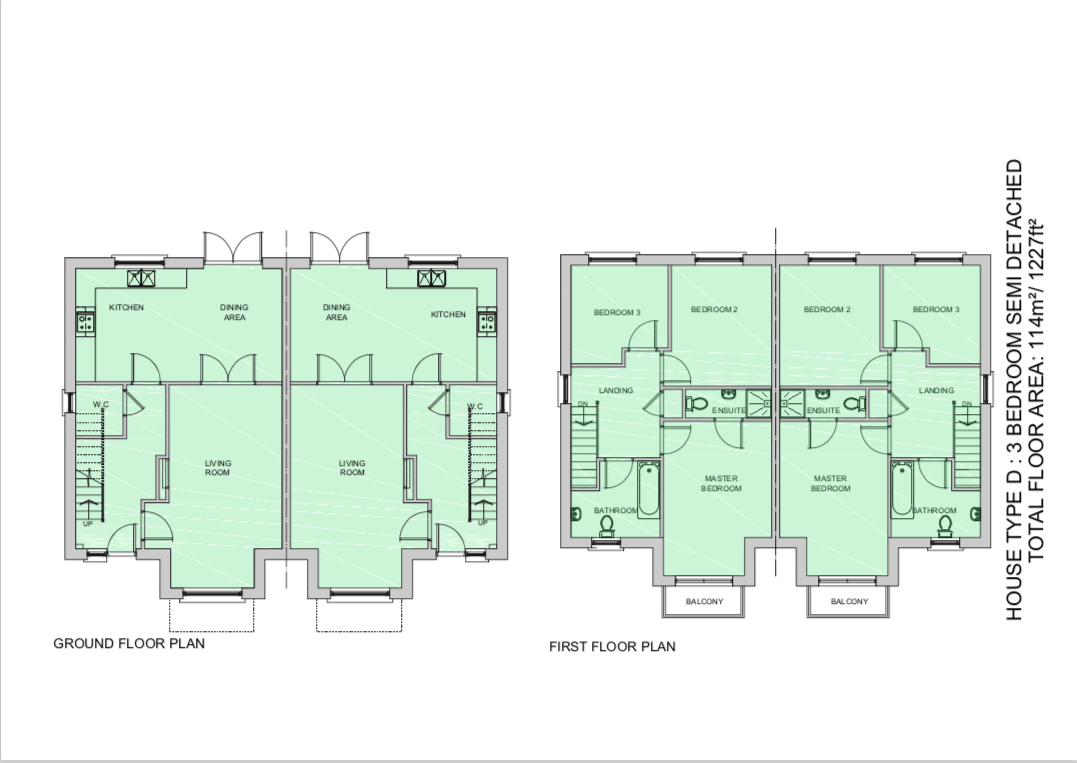 KITCHEN
DINING
AREA
DINING
AREA
KITCHEN
W.C
W.C
LIVING
ROOM
LIVING
ROOM
UP
UP
GROUND FLOOR PLAN
BEDROOM 3
BEDROOM 2
BEDROOM 2
BEDROOM 3
LANDING
LANDING
DN
DN
ENSUITE
ENSUITE
MASTER
BEDROOM
MASTER
BEDROOM
BATHROOM
BATHROOM
BALCONY
BALCONY
FIRST FLOOR PLAN
HOUSE TYPE D : 3 BEDROOM SEMI DETACHED
TOTAL FLOOR AREA: 114m²/ 1227ft²